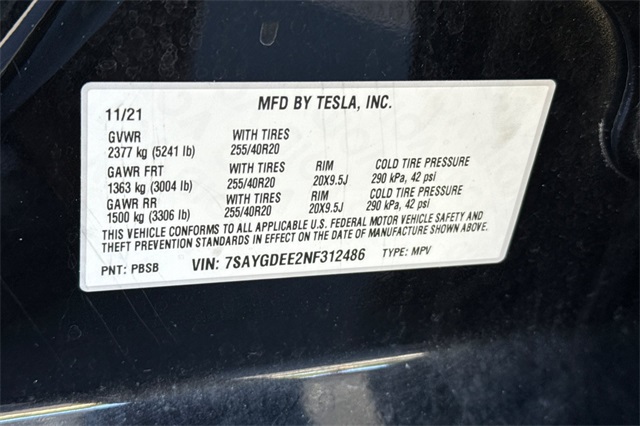 MFD BY TESLA, INC.
11/21
GVWR WITH TIRES
2377 kg (5241 lb) 255/40R20
GAWR FRT WITH TIRES RIM COLD TIRE PRESSURE
1363 kg (3004 lb) 255/40R20 20X9.5J 290 kPa, 42 psi
GAWR RR WITH TIRES RIM COLD TIRE PRESSURE
1500 kg (3306 lb) 255/40R20 20X9.5J 290 kPa, 42 psi
THIS VEHICLE CONFORMS TO ALL APPLICABLE U.S. FEDERAL MOTOR VEHICLE SAFETY AND
THEFT PREVENTION STANDARDS IN EFFECT ON THE DATE OF MANUFACTURE SHOWN ABOVE.
PNT: PBSB VIN: 7SAYGDEE2NF312486 TYPE: MPV